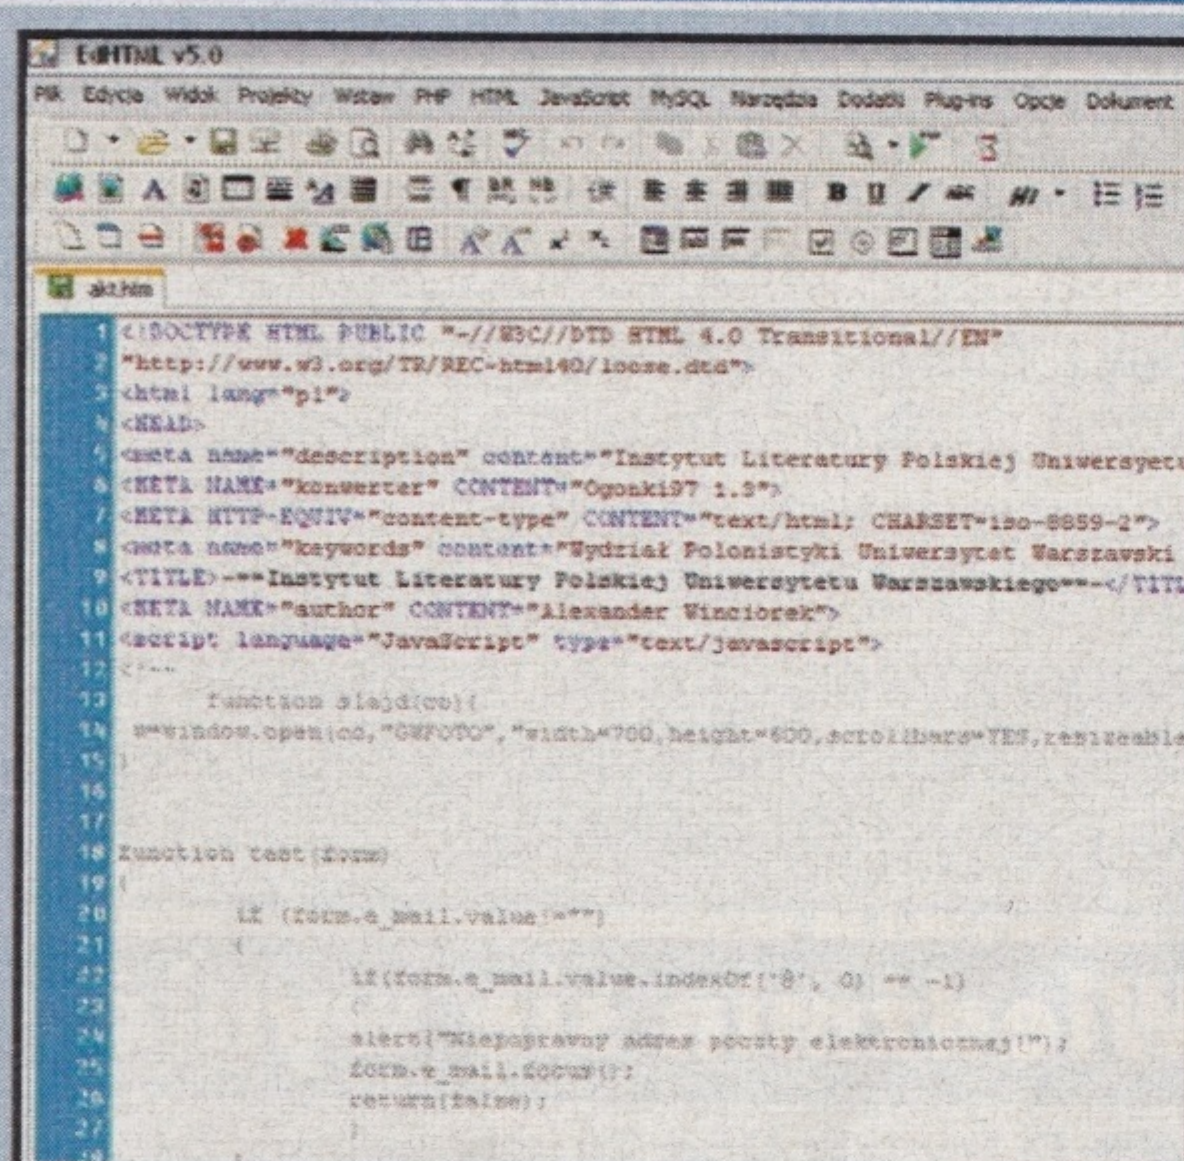 EdHTML v5.0
Plik Edycja Widok Projekty Wstaw PHP HTML JavaScript MySQL Narzędzia Dodatki Plug-ins Opcje Dokument
akt.htm
1 <!DOCTYPE HTML PUBLIC "-//W3C//DTD HTML 4.0 Transitional//EN"
2 "http://www.w3.org/TR/REC-html40/loose.dtd">
3 <html lang="pl">
4 <HEAD>
5 <meta name="description" content="Instytut Literatury Polskiej Uniwersyetu
6 <META NAME="konwerter" CONTENT="Ogonki97 1.3">
7 <META HTTP-EQUIV="content-type" CONTENT="text/html; CHARSET=iso-8859-2">
8 <meta name="keywords" content="Wydział Polonistyki Uniwersytet Warszawski
9 <TITLE>-==Instytut Literatury Polskiej Uniwersytetu Warszawskiego==-</TITL
10 <META NAME="author" CONTENT="Alexander Winciorek">
11 <script language="JavaScript" type="text/javascript">
12 <!--
13 function slajd(co){
14 w=window.open(co,"GWFOTO","width=700,height=600,scrollbars=YES,resizeable
15 }
16
17
18 function test(form)
19 {
20 if (form.e_mail.value!="")
21 {
22 if(form.e_mail.value.indexOf('@', 0) == -1)
23 {
24 alert("Niepoprawny adres poczty elektronicznej!");
25 form.e_mail.focus();
26 return(false);
27 }
28